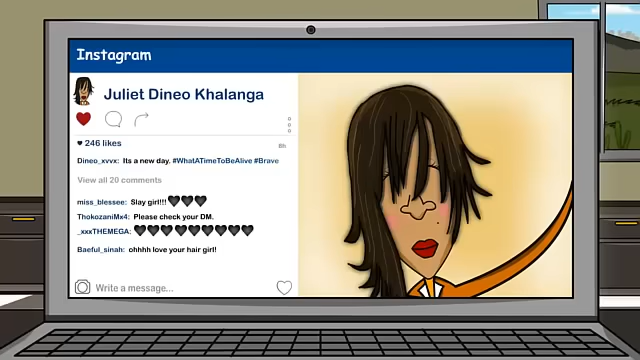 Instagram
Juliet Dineo Khalanga
246 likes
8h
Dineo_xvvx: Its a new day. #WhatATimeToBeAlive #Brave
View all 20 comments
miss_blessee: Slay girl!!! 🖤🖤🖤
ThokozaniMx4: Please check your DM.
_xxxTHEMEGA: 🖤🖤🖤🖤🖤🖤🖤🖤🖤
Baeful_sinah: ohhhh love your hair girl!
Write a message...